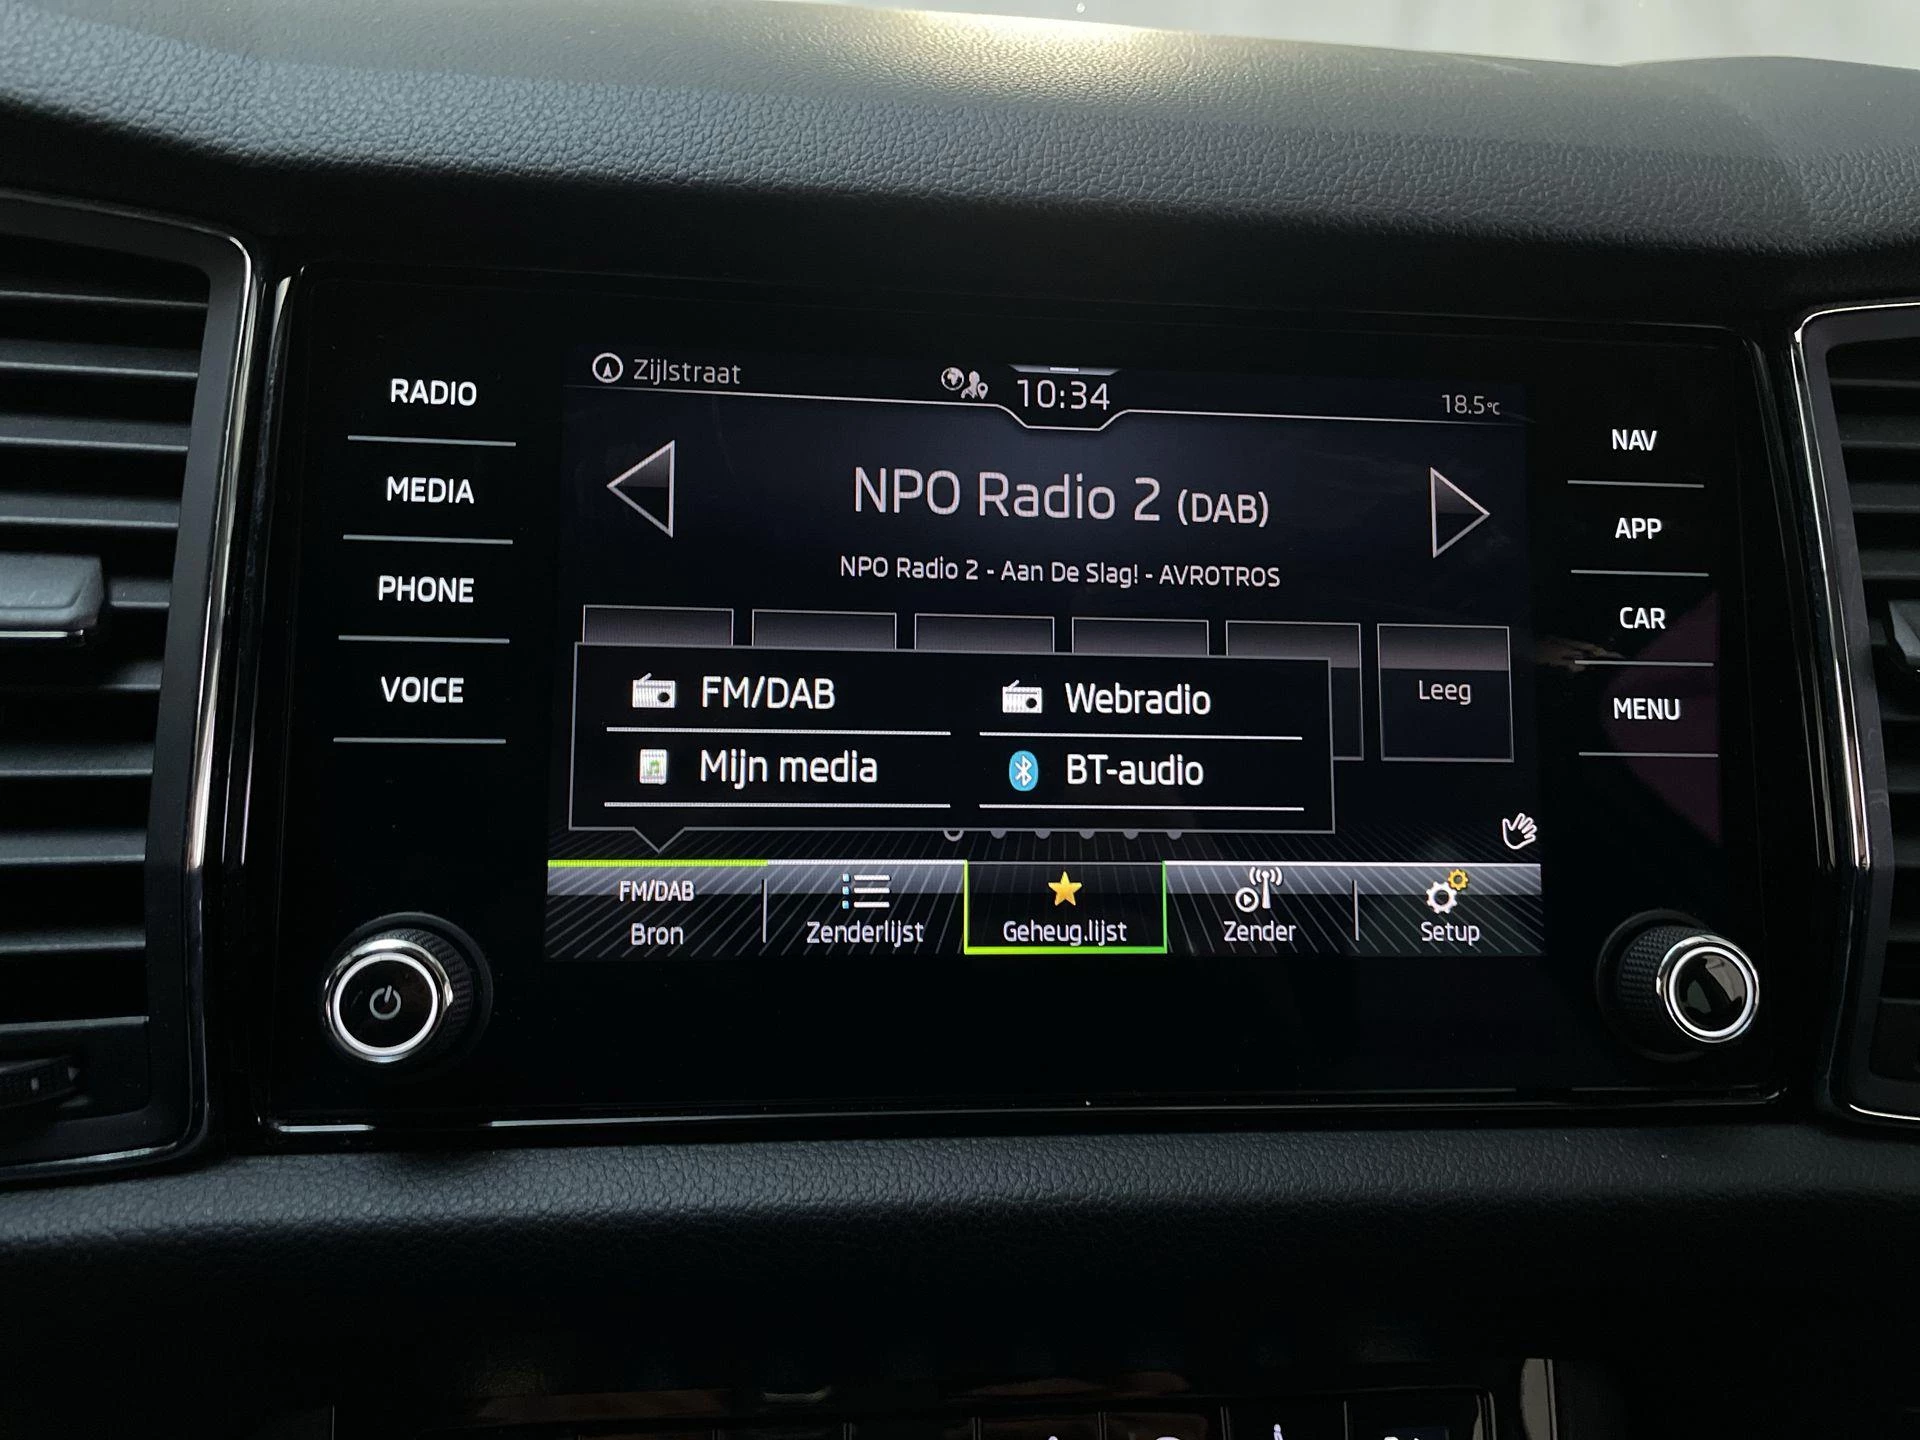 Zijlstraat
10:34
18.5°C
RADIO
MEDIA
PHONE
VOICE
NPO Radio 2 (DAB)
NPO Radio 2 - Aan De Slag! - AVROTROS
FM/DAB
Webradio
Mijn media
BT-audio
Leeg
FM/DAB
Bron
Zenderlijst
Geheug.lijst
Zender
Setup
NAV
APP
CAR
MENU